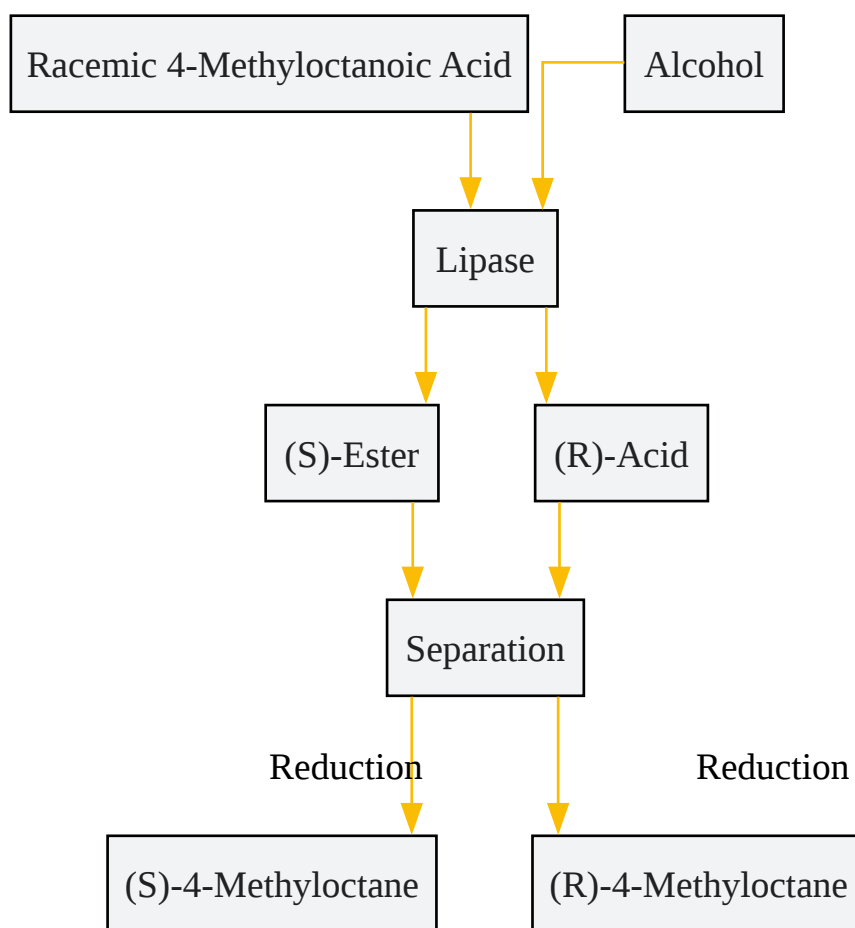 Racemic 4-Methyloctanoic Acid
Alcohol
Lipase
(S)-Ester
(R)-Acid
Separation
Reduction
Reduction
(S)-4-Methyloctane
(R)-4-Methyloctane